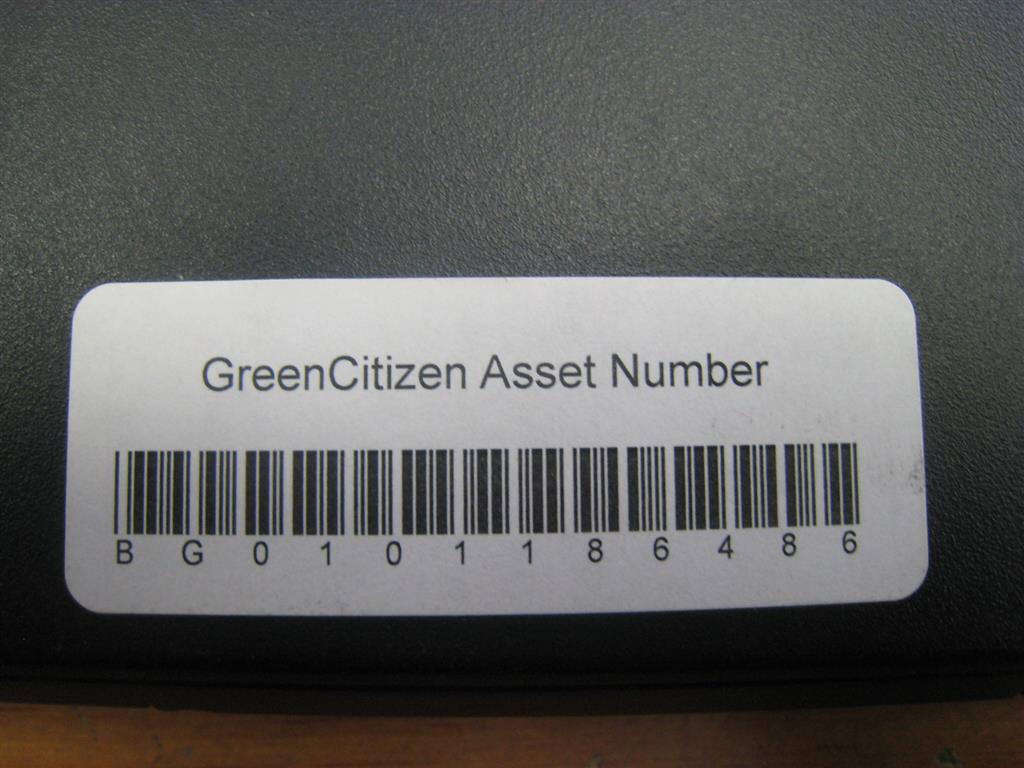 GreenCitizen Asset Number
B G 0 1 0 1 1 8 6 4 8 6